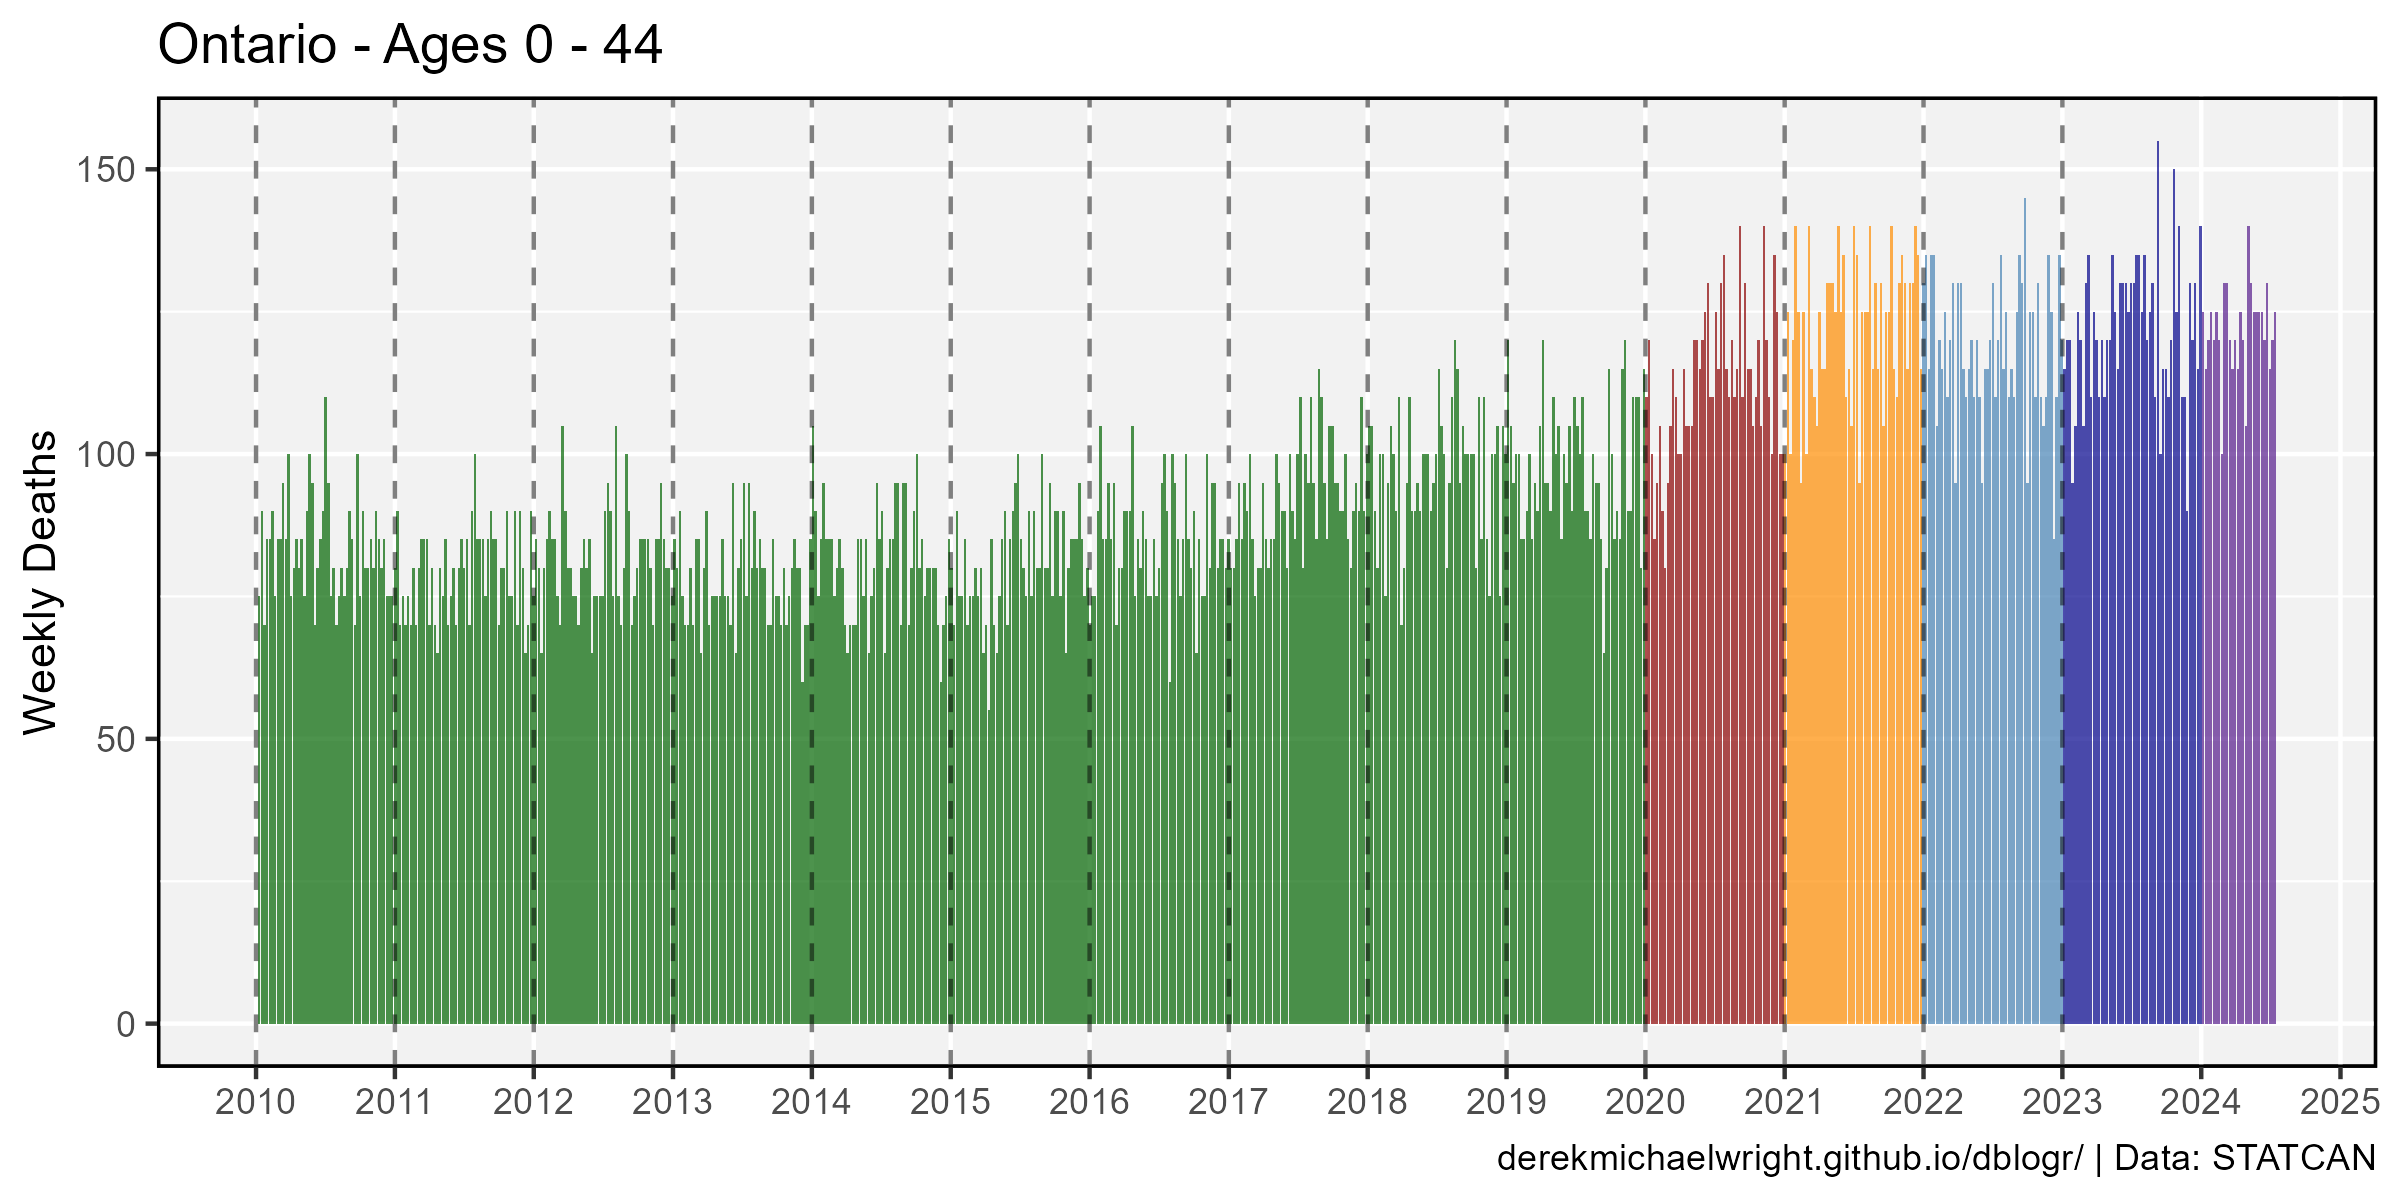 Ontario - Ages 0 - 44
Weekly Deaths
150
100
50
0
2010 2011 2012 2013 2014 2015 2016 2017 2018 2019 2020 2021 2022 2023 2024 2025
derekmichaelwright.github.io/dblogr/ | Data: STATCAN